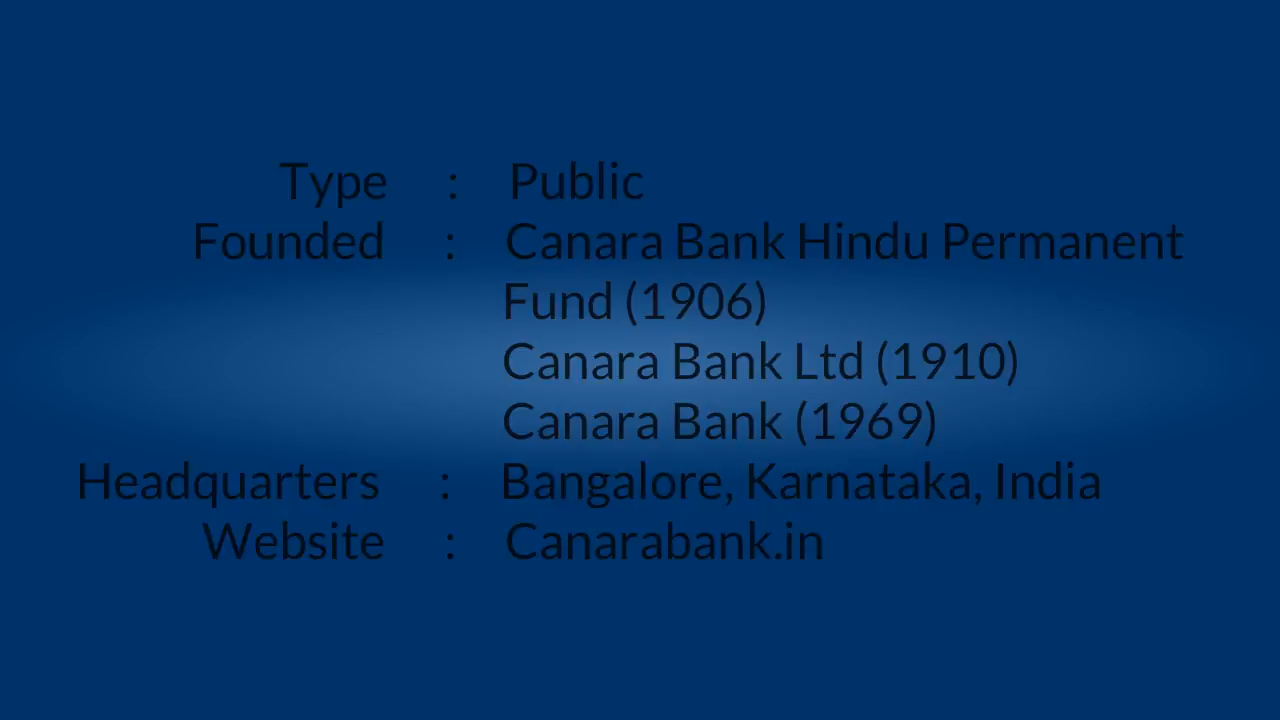 Type : Public
Founded : Canara Bank Hindu Permanent
Fund (1906)
Canara Bank Ltd (1910)
Canara Bank (1969)
Headquarters : Bangalore, Karnataka, India
Website : Canarabank.in